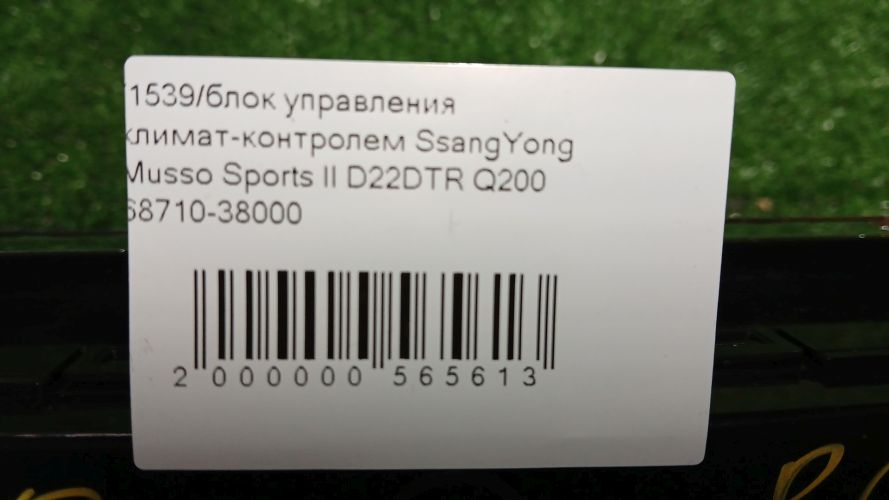 1539/блок управления
климат-контролем SsangYong
Musso Sports II D22DTR Q200
68710-38000
2 000000 565613